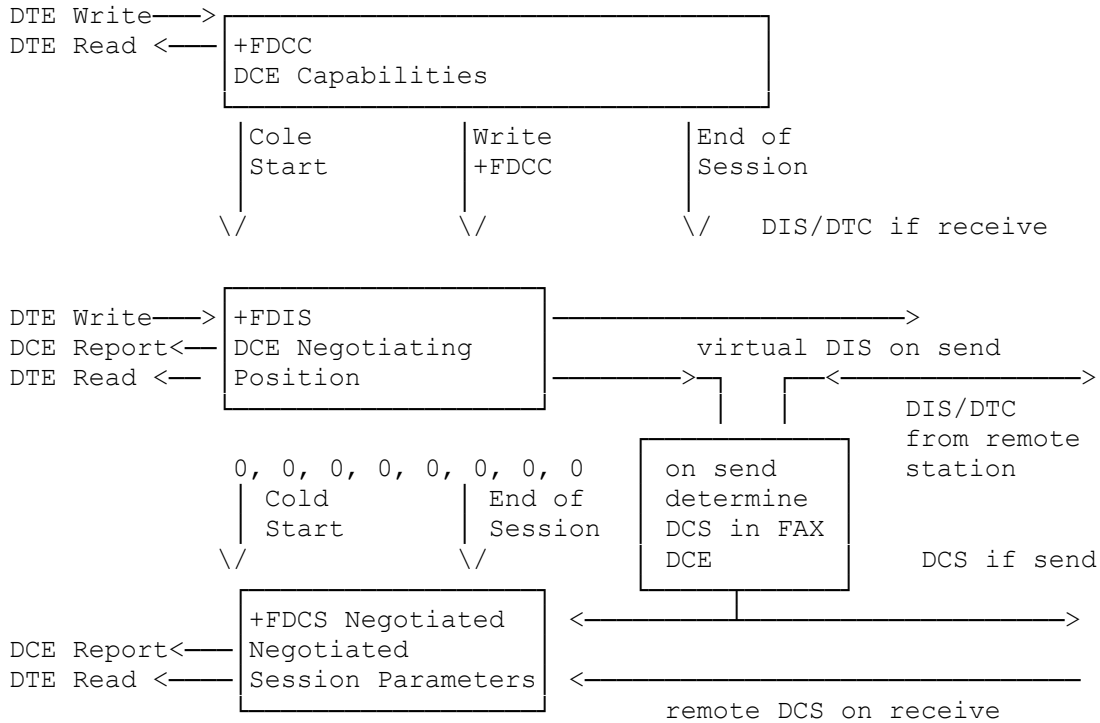 DTE Write
DTE Read
+FDCC
DCE Capabilities
Cole Start
Write +FDCC
End of Session
DIS/DTC if receive
DTE Write
DCE Report
DTE Read
+FDIS
DCE Negotiating
Position
virtual DIS on send
DIS/DTC
from remote
station
0, 0, 0, 0, 0, 0, 0, 0
Cold Start
End of Session
on send
determine
DCS in FAX
DCE
DCS if send
+FDCS Negotiated
DCE Report
Negotiated
DTE Read
Session Parameters
remote DCS on receive